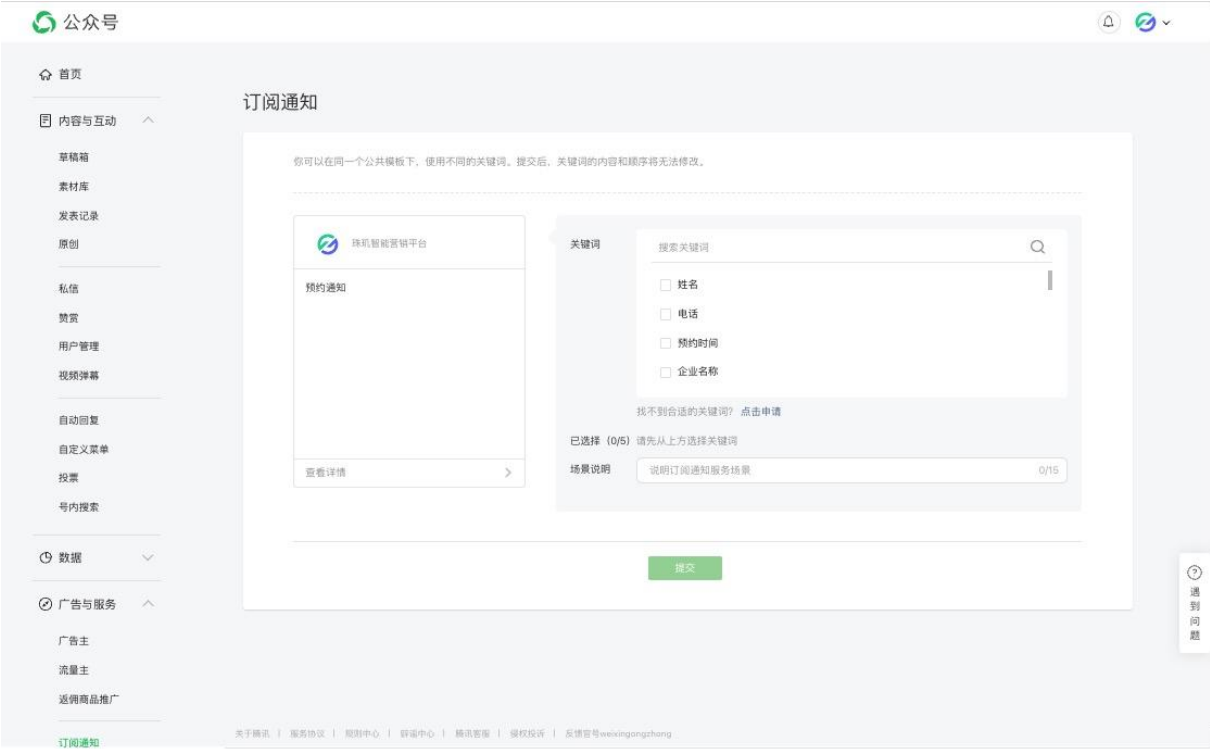 公众号
首页
订阅通知
内容与互动
你可以在同一个公共模板下，使用不同的关键词。提交后，关键词的内容和顺序将无法修改。
草稿箱
素材库
发表记录
原创
私信
赞赏
用户管理
视频弹幕
自动回复
自定义菜单
投票
号内搜索
数据
广告与服务
广告主
流量主
返佣商品推广
订阅通知
珠玑智能营销平台
预约通知
查看详情
关键词
搜索关键词
姓名
电话
预约时间
企业名称
找不到合适的关键词？ 点击申请
已选择（0/5） 请先从上方选择关键词
场景说明 说明订阅通知服务场景 0/15
提交
遇到问题
关于腾讯 | 服务协议 | 规则中心 | 辟谣中心 | 腾讯客服 | 侵权投诉 | 反馈官号weixingongzhong